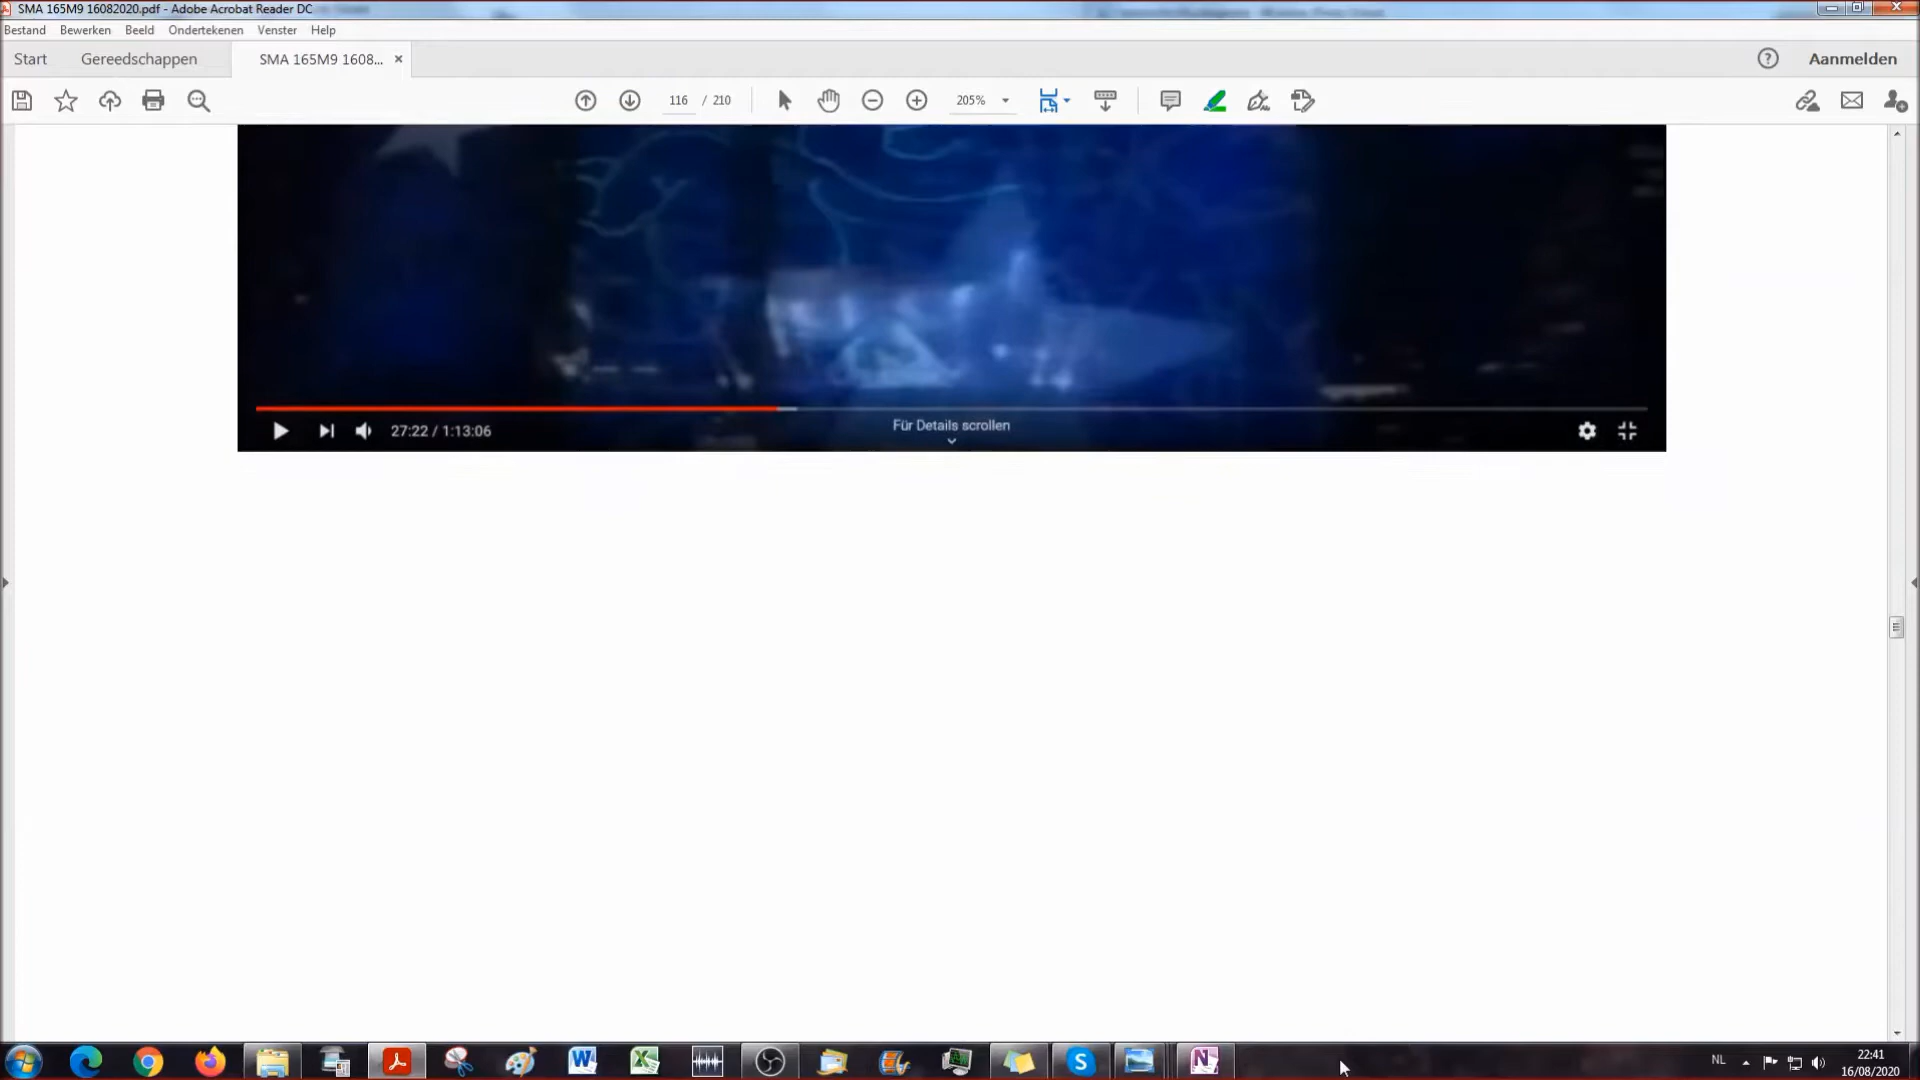 SMA 165M9 16082020.pdf - Adobe Acrobat Reader DC
Bestand Bewerken Beeld Ondertekenen Venster Help
Start Gereedschappen SMA 165M9 1608... Aanmelden
116 / 210 205%
27:22 / 1:13:06 Für Details scrollen
NL 22:41
16/08/2020